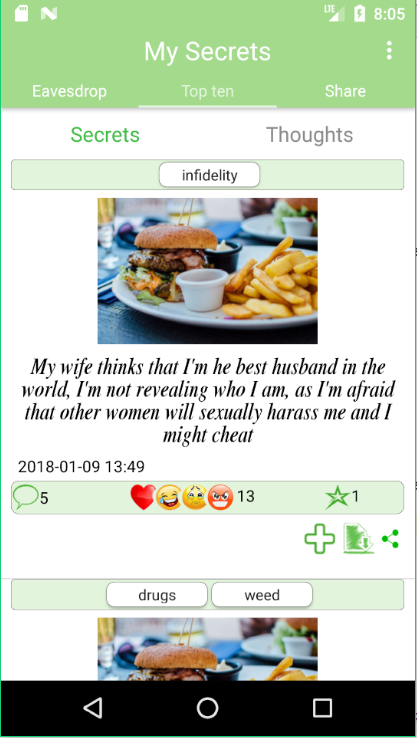 LTE 8:05
My Secrets
Eavesdrop Top ten Share
Secrets Thoughts
infidelity
My wife thinks that I'm he best husband in the
world, I'm not revealing who I am, as I'm afraid
that other women will sexually harass me and I
might cheat
2018-01-09 13:49
5 13 1
drugs weed